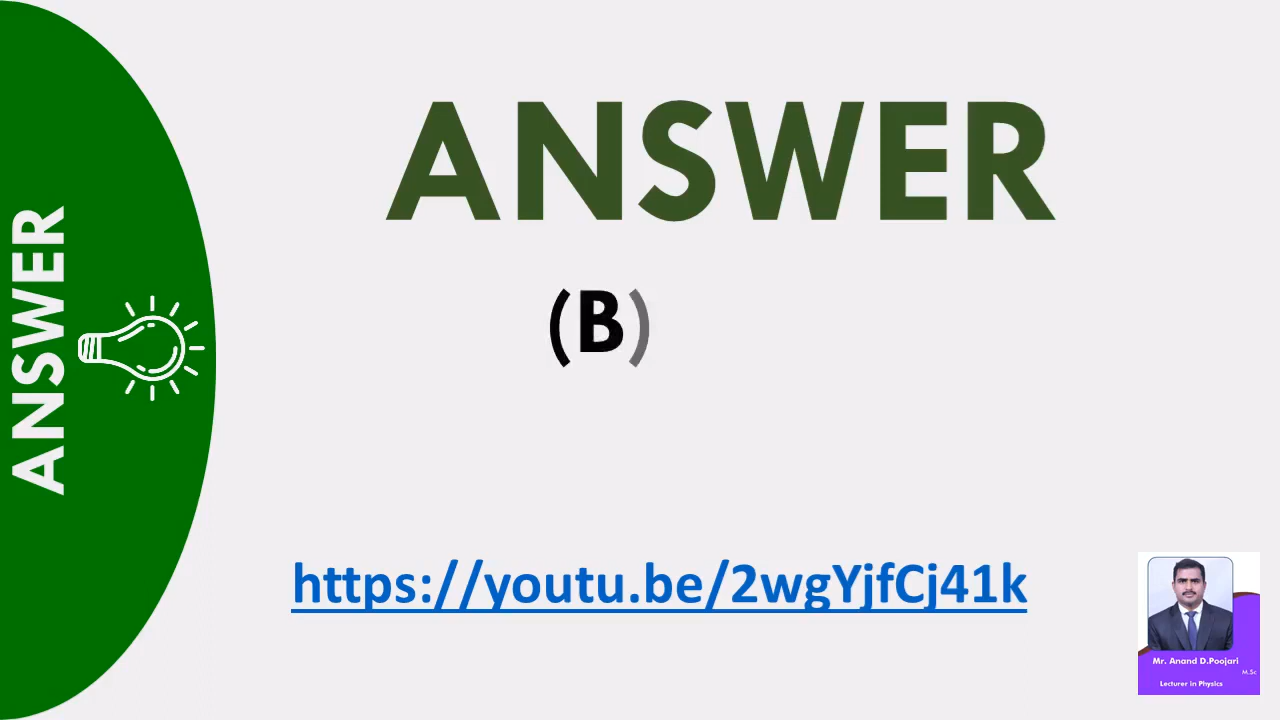 ANSWER
ANSWER
(B)
https://youtu.be/2wgYjfCj41k
Mr. Anand D.Poojari
M.Sc
Lecturer in Physics